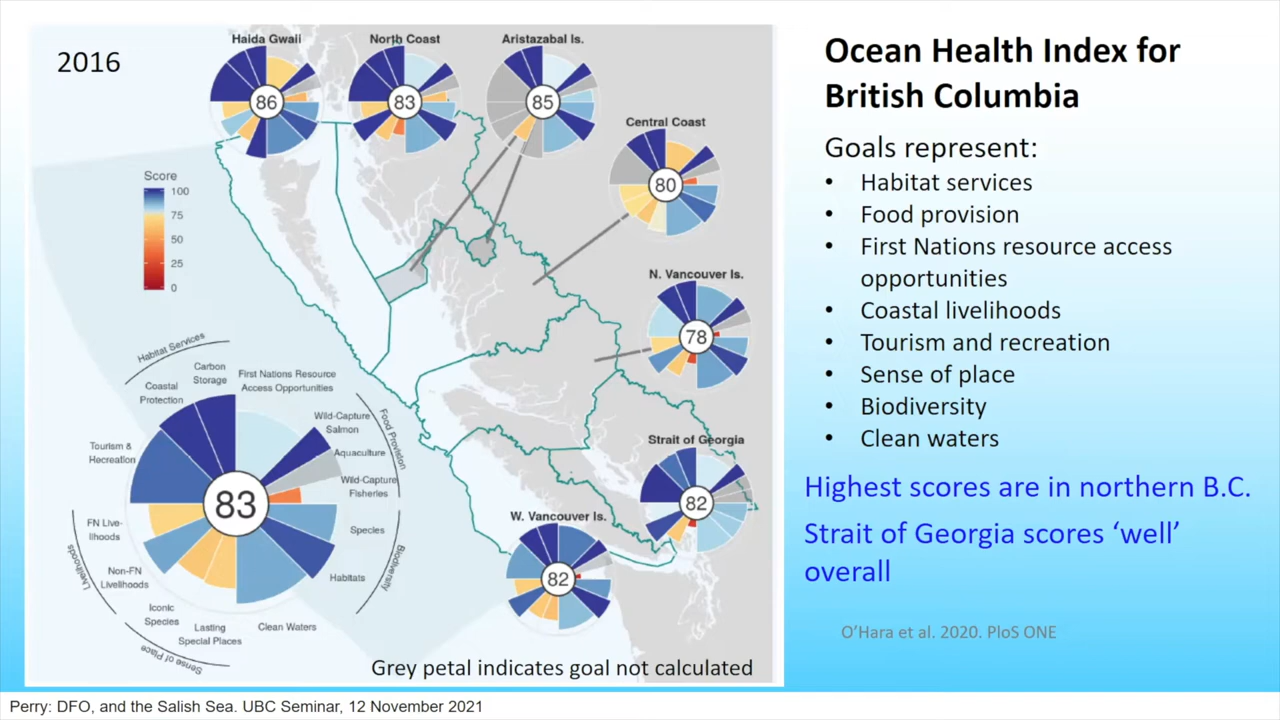 2016
Haida Gwaii
86
North Coast
83
Aristazabal Is.
85
Central Coast
80
N. Vancouver Is.
78
Strait of Georgia
82
W. Vancouver Is.
82
Score
100
75
50
25
0
Habitat Services
Coastal
Protection
Carbon
Storage
First Nations Resource
Access Opportunities
Wild-Capture
Salmon
Aquaculture
Wild-Capture
Fisheries
Food Provision
Species
Habitats
Biodiversity
Clean Waters
Lasting
Special Places
Iconic
Species
Sense of Place
Non-FN
Livelihoods
FN Live-
lihoods
Livelihoods
Tourism &
Recreation
83
Grey petal indicates goal not calculated
Ocean Health Index for
British Columbia
Goals represent:
• Habitat services
• Food provision
• First Nations resource access
opportunities
• Coastal livelihoods
• Tourism and recreation
• Sense of place
• Biodiversity
• Clean waters
Highest scores are in northern B.C.
Strait of Georgia scores ‘well’
overall
O’Hara et al. 2020. PloS ONE
Perry: DFO, and the Salish Sea. UBC Seminar, 12 November 2021